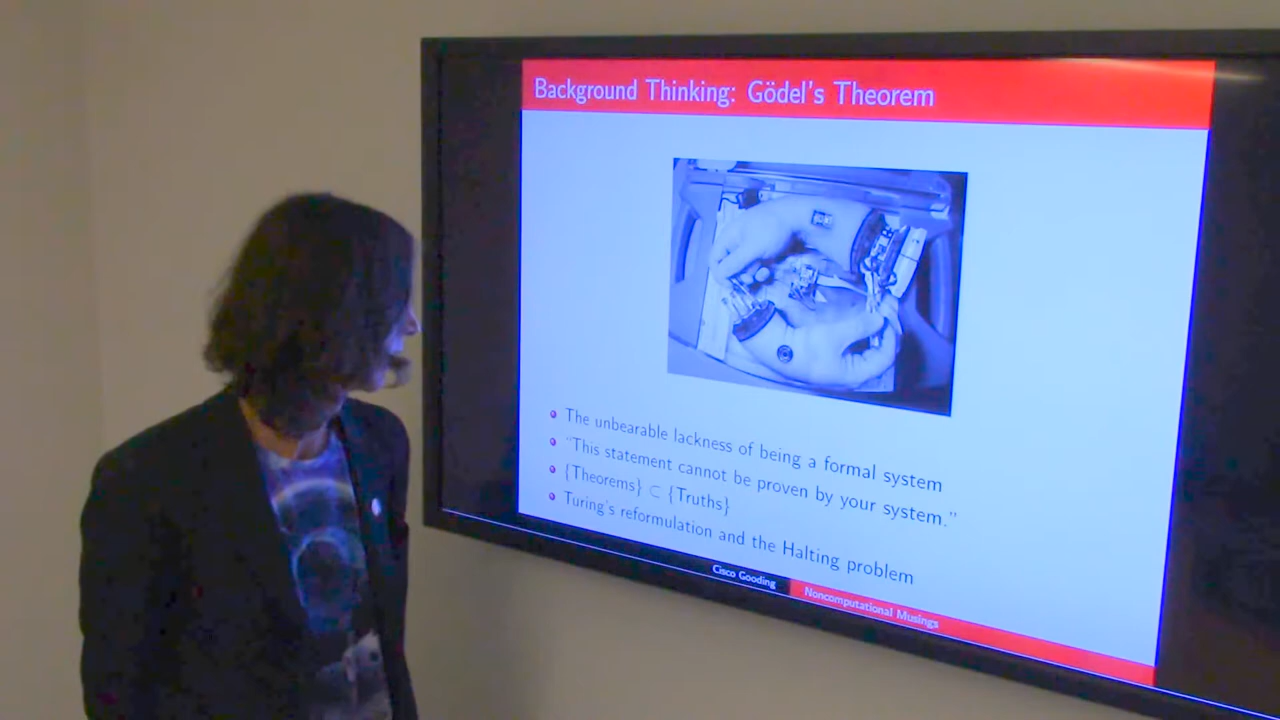 Background Thinking: Gödel's Theorem
The unbearable lackness of being a formal system
"This statement cannot be proven by your system."
{Theorems} ⊂ {Truths}
Turing's reformulation and the Halting problem
Cisco Gooding
Noncomputational Musings